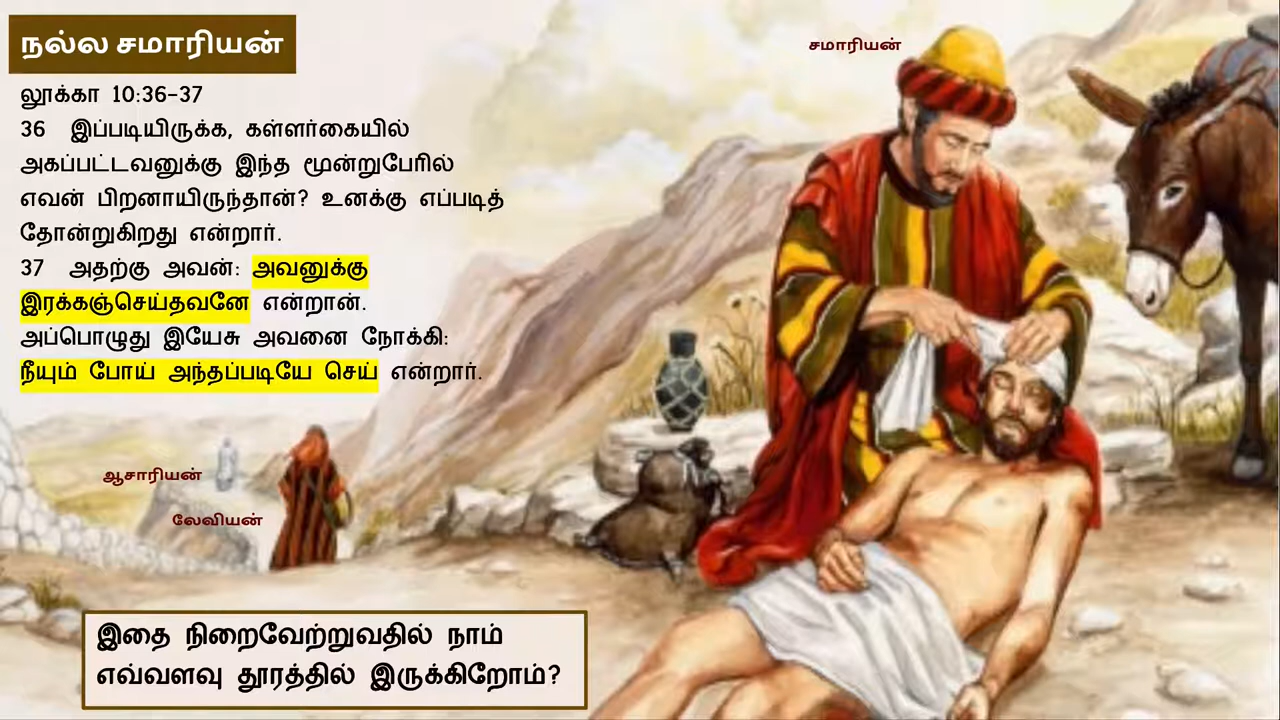 நல்ல சமாரியன்
சமாரியன்
லூக்கா 10:36-37
36 இப்படியிருக்க, கள்ளர்கையில்
அகப்பட்டவனுக்கு இந்த மூன்றுபேரில்
எவன் பிறனாயிருந்தான்? உனக்கு எப்படித்
தோன்றுகிறது என்றார்.
37 அதற்கு அவன்: அவனுக்கு
இரக்கஞ்செய்தவனே என்றான்.
அப்பொழுது இயேசு அவனை நோக்கி:
நீயும் போய் அந்தப்படியே செய் என்றார்.
ஆசாரியன்
லேவியன்
இதை நிறைவேற்றுவதில் நாம்
எவ்வளவு தூரத்தில் இருக்கிறோம்?